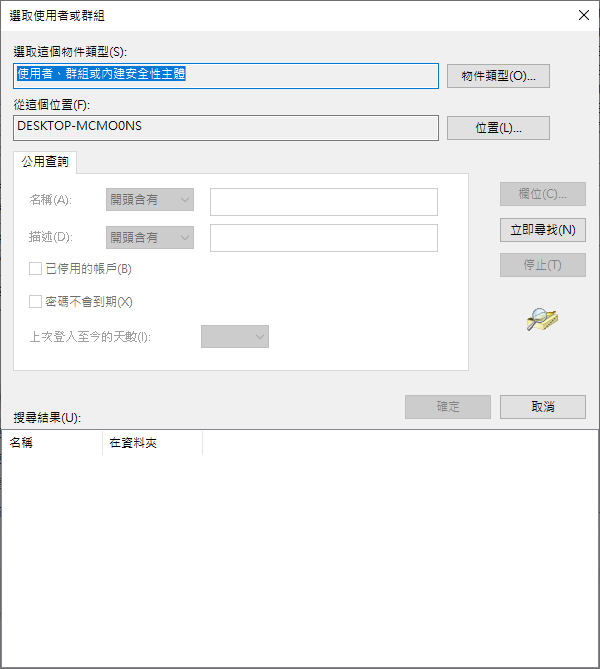 選取使用者或群組
選取這個物件類型(S):
使用者、群組或內建安全性主體
物件類型(O)...
從這個位置(F):
DESKTOP-MCMO0NS
位置(L)...
公用查詢
名稱(A):
開頭含有
欄位(C)...
描述(D):
開頭含有
立即尋找(N)
已停用的帳戶(B)
停止(T)
密碼不會到期(X)
上次登入至今的天數(I):
確定
取消
搜尋結果(U):
名稱
在資料夾